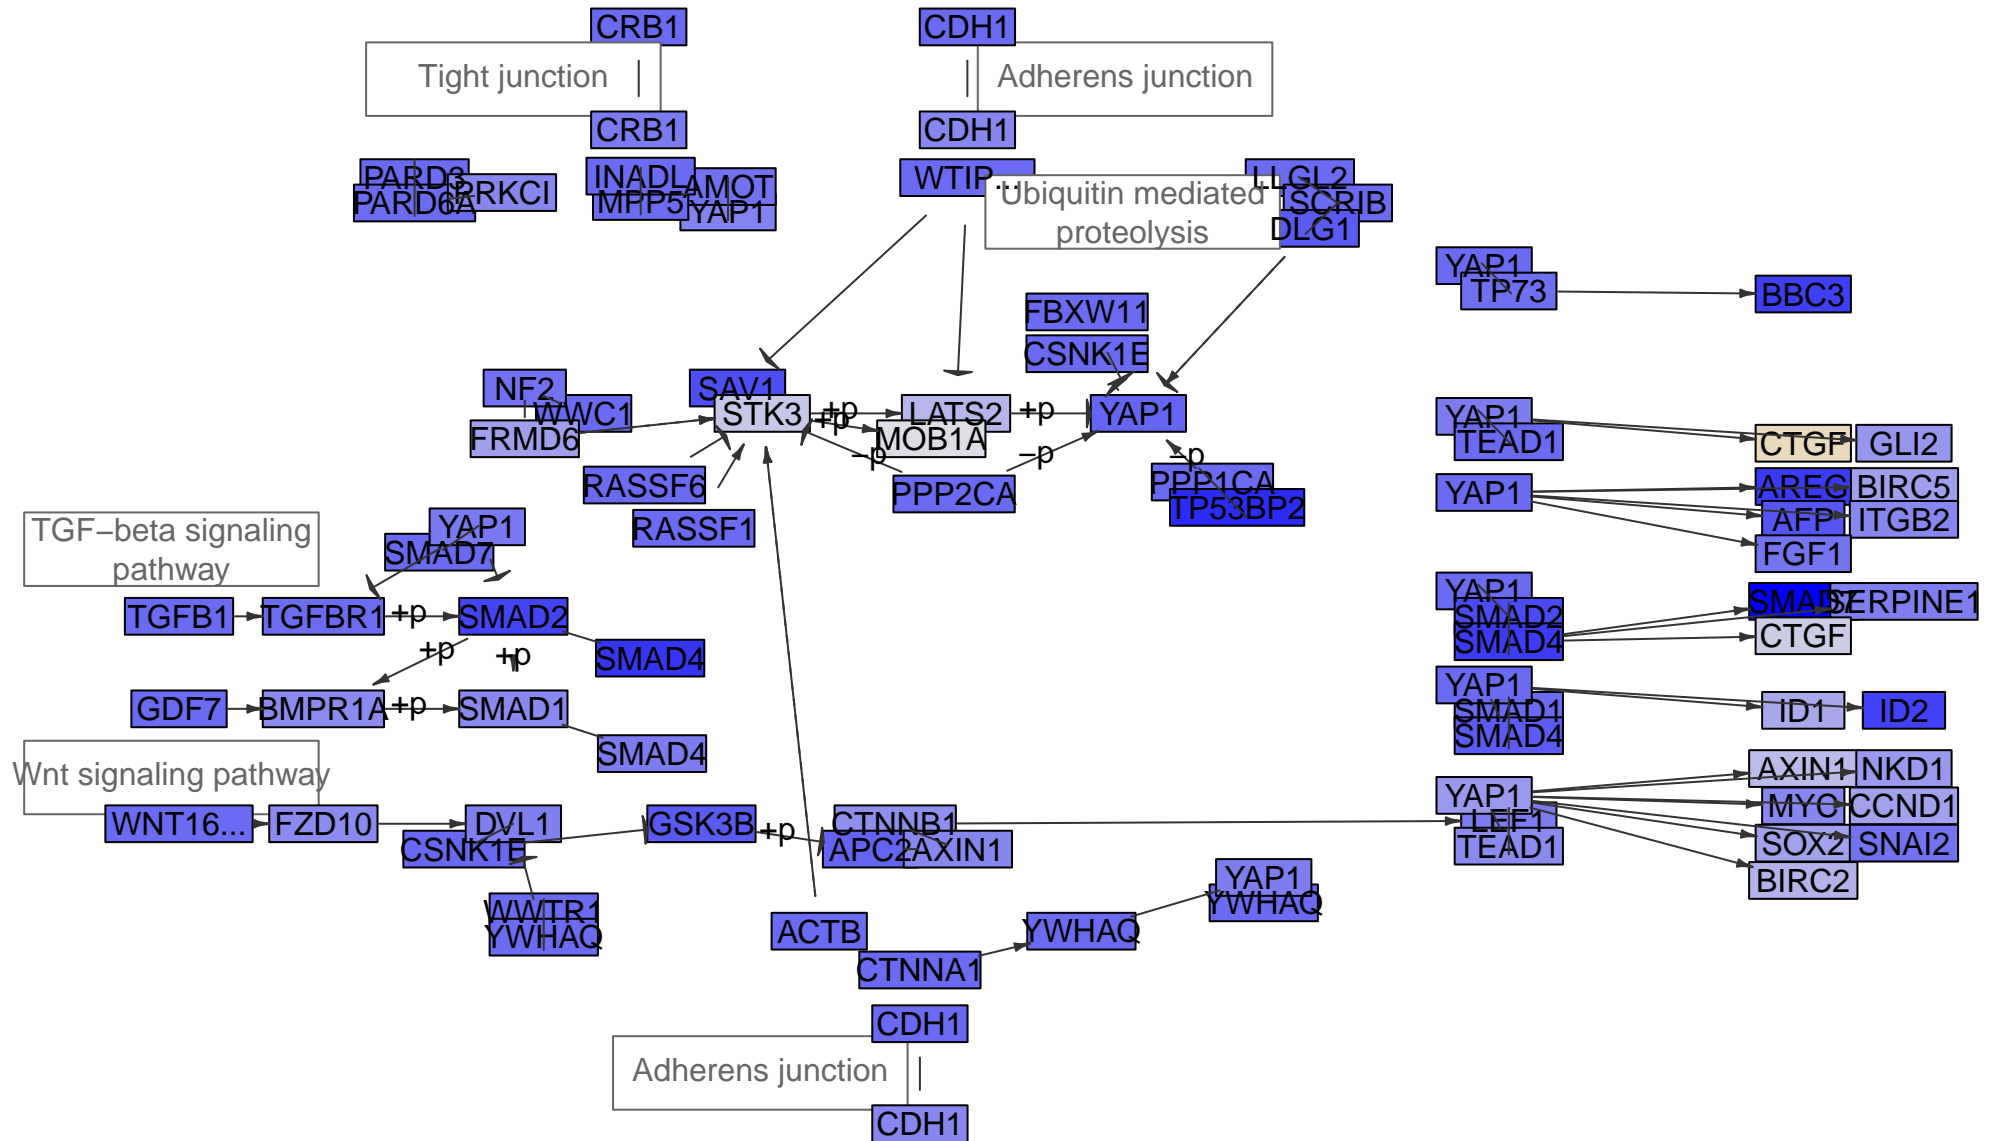 CRB1
CDH1
Tight junction
Adherens junction
CRB1
CDH1
PARD3
PRKCI
PARD6A
INADL
AMOT
MPP5
YAP1
WTIP...
LLGL2
Ubiquitin mediated
proteolysis
SCRIB
DLG1
YAP1
TP73
BBC3
FBXW11
CSNK1E
NF2
WWC1
FRMD6
SAV1
STK3
+p
+p
LATS2
MOB1A
+p
YAP1
−p
−p
−p
RASSF6
RASSF1
PPP2CA
PPP1CA
TP53BP2
YAP1
TEAD1
CTGF
GLI2
YAP1
AREG
BIRC5
AFP
ITGB2
FGF1
TGF−beta signaling
pathway
YAP1
SMAD7
TGFB1
TGFBR1
+p
SMAD2
+p
+p
SMAD4
GDF7
BMPR1A
+p
SMAD1
SMAD4
YAP1
SMAD2
SMAD4
SMAD7
SERPINE1
CTGF
YAP1
SMAD1
SMAD4
ID1
ID2
Wnt signaling pathway
WNT16...
FZD10
DVL1
CSNK1E
GSK3B
+p
CTNNB1
APC2
AXIN1
YAP1
LEF1
TEAD1
AXIN1
NKD1
MYC
CCND1
SOX2
SNAI2
BIRC2
WWTR1
YWHAQ
ACTB
CTNNA1
YWHAQ
YAP1
YWHAQ
CDH1
Adherens junction
CDH1